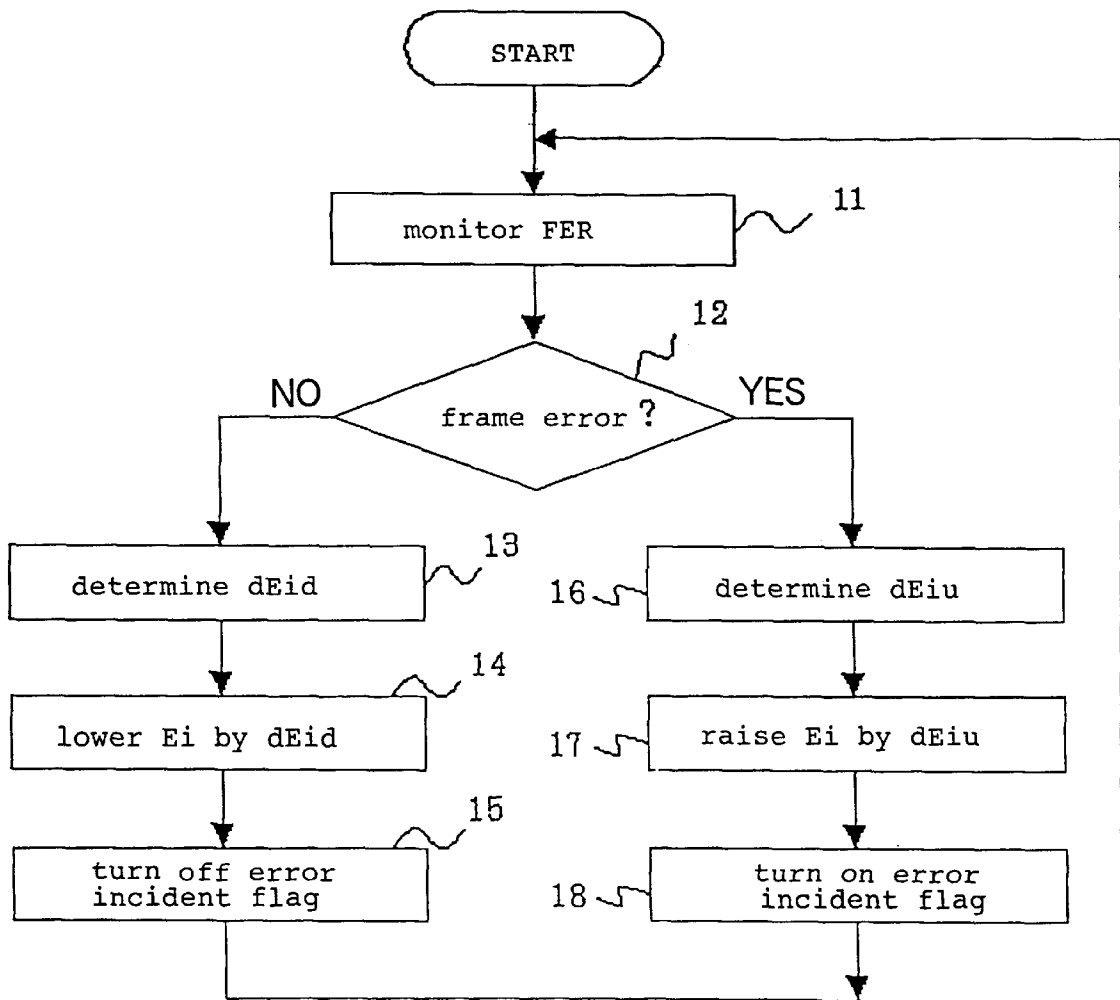 START
monitor FER
11
12
NO
YES
frame error ?
determine dEid
13
determine dEiu
16
lower Ei by dEid
14
raise Ei by dEiu
17
turn off error
incident flag
15
turn on error
incident flag
18